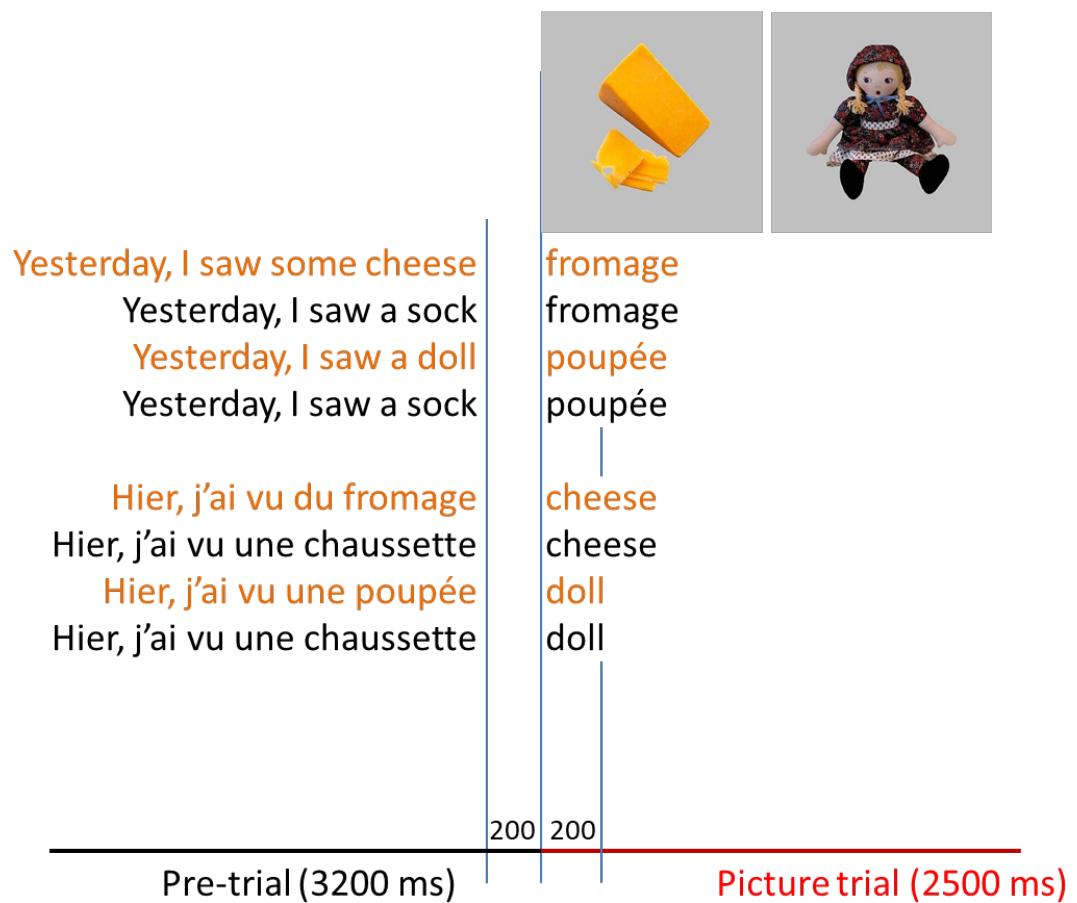 Yesterday, I saw some cheese fromage
Yesterday, I saw a sock fromage
Yesterday, I saw a doll poupée
Yesterday, I saw a sock poupée
Hier, j’ai vu du fromage cheese
Hier, j’ai vu une chaussette cheese
Hier, j’ai vu une poupée doll
Hier, j’ai vu une chaussette doll
200 200
Pre-trial (3200 ms) Picture trial (2500 ms)